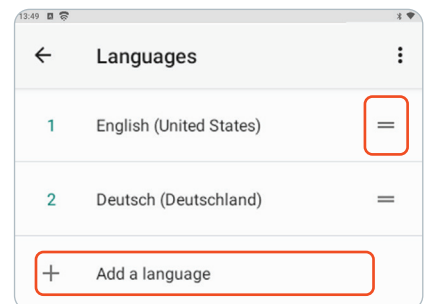 13:49
Languages
1 English (United States)
2 Deutsch (Deutschland)
Add a language